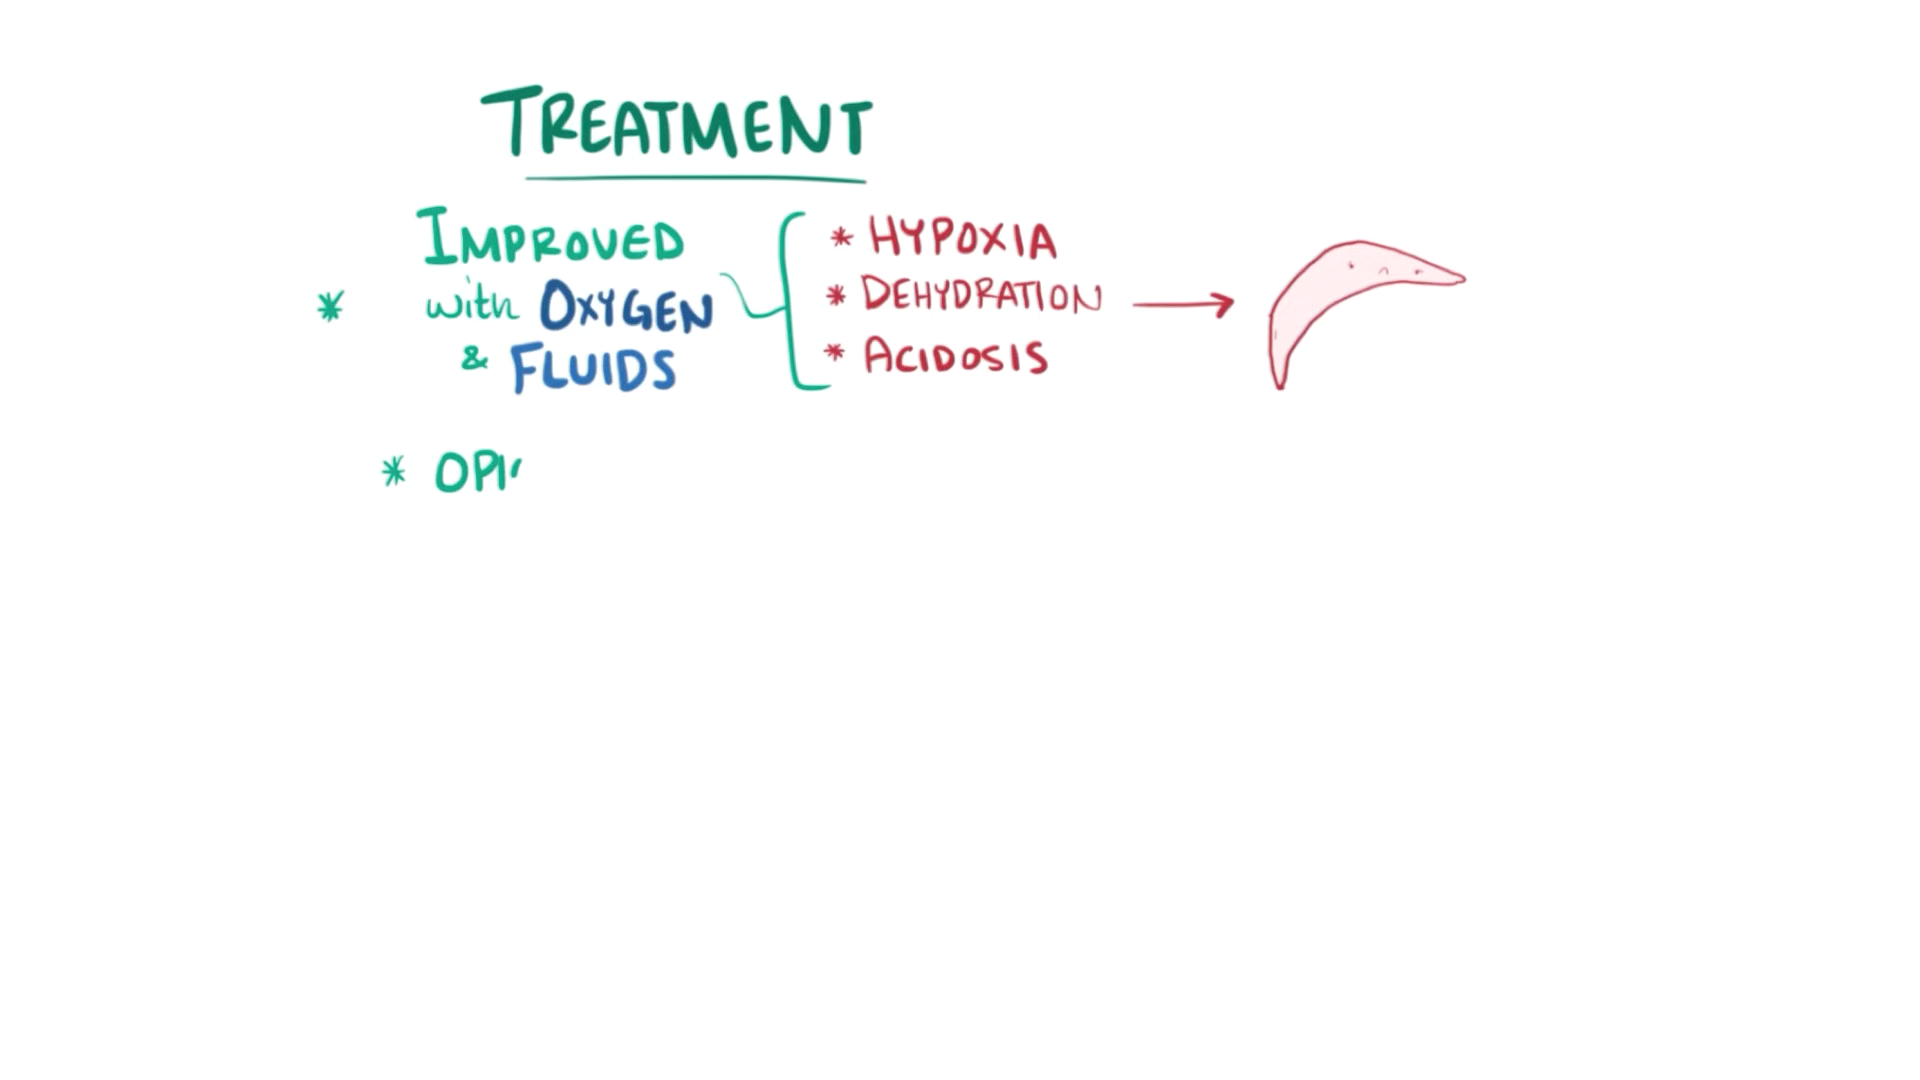 TREATMENT
IMPROVED
with OXYGEN
& FLUIDS
* HYPOXIA
* DEHYDRATION
* ACIDOSIS
* OPI